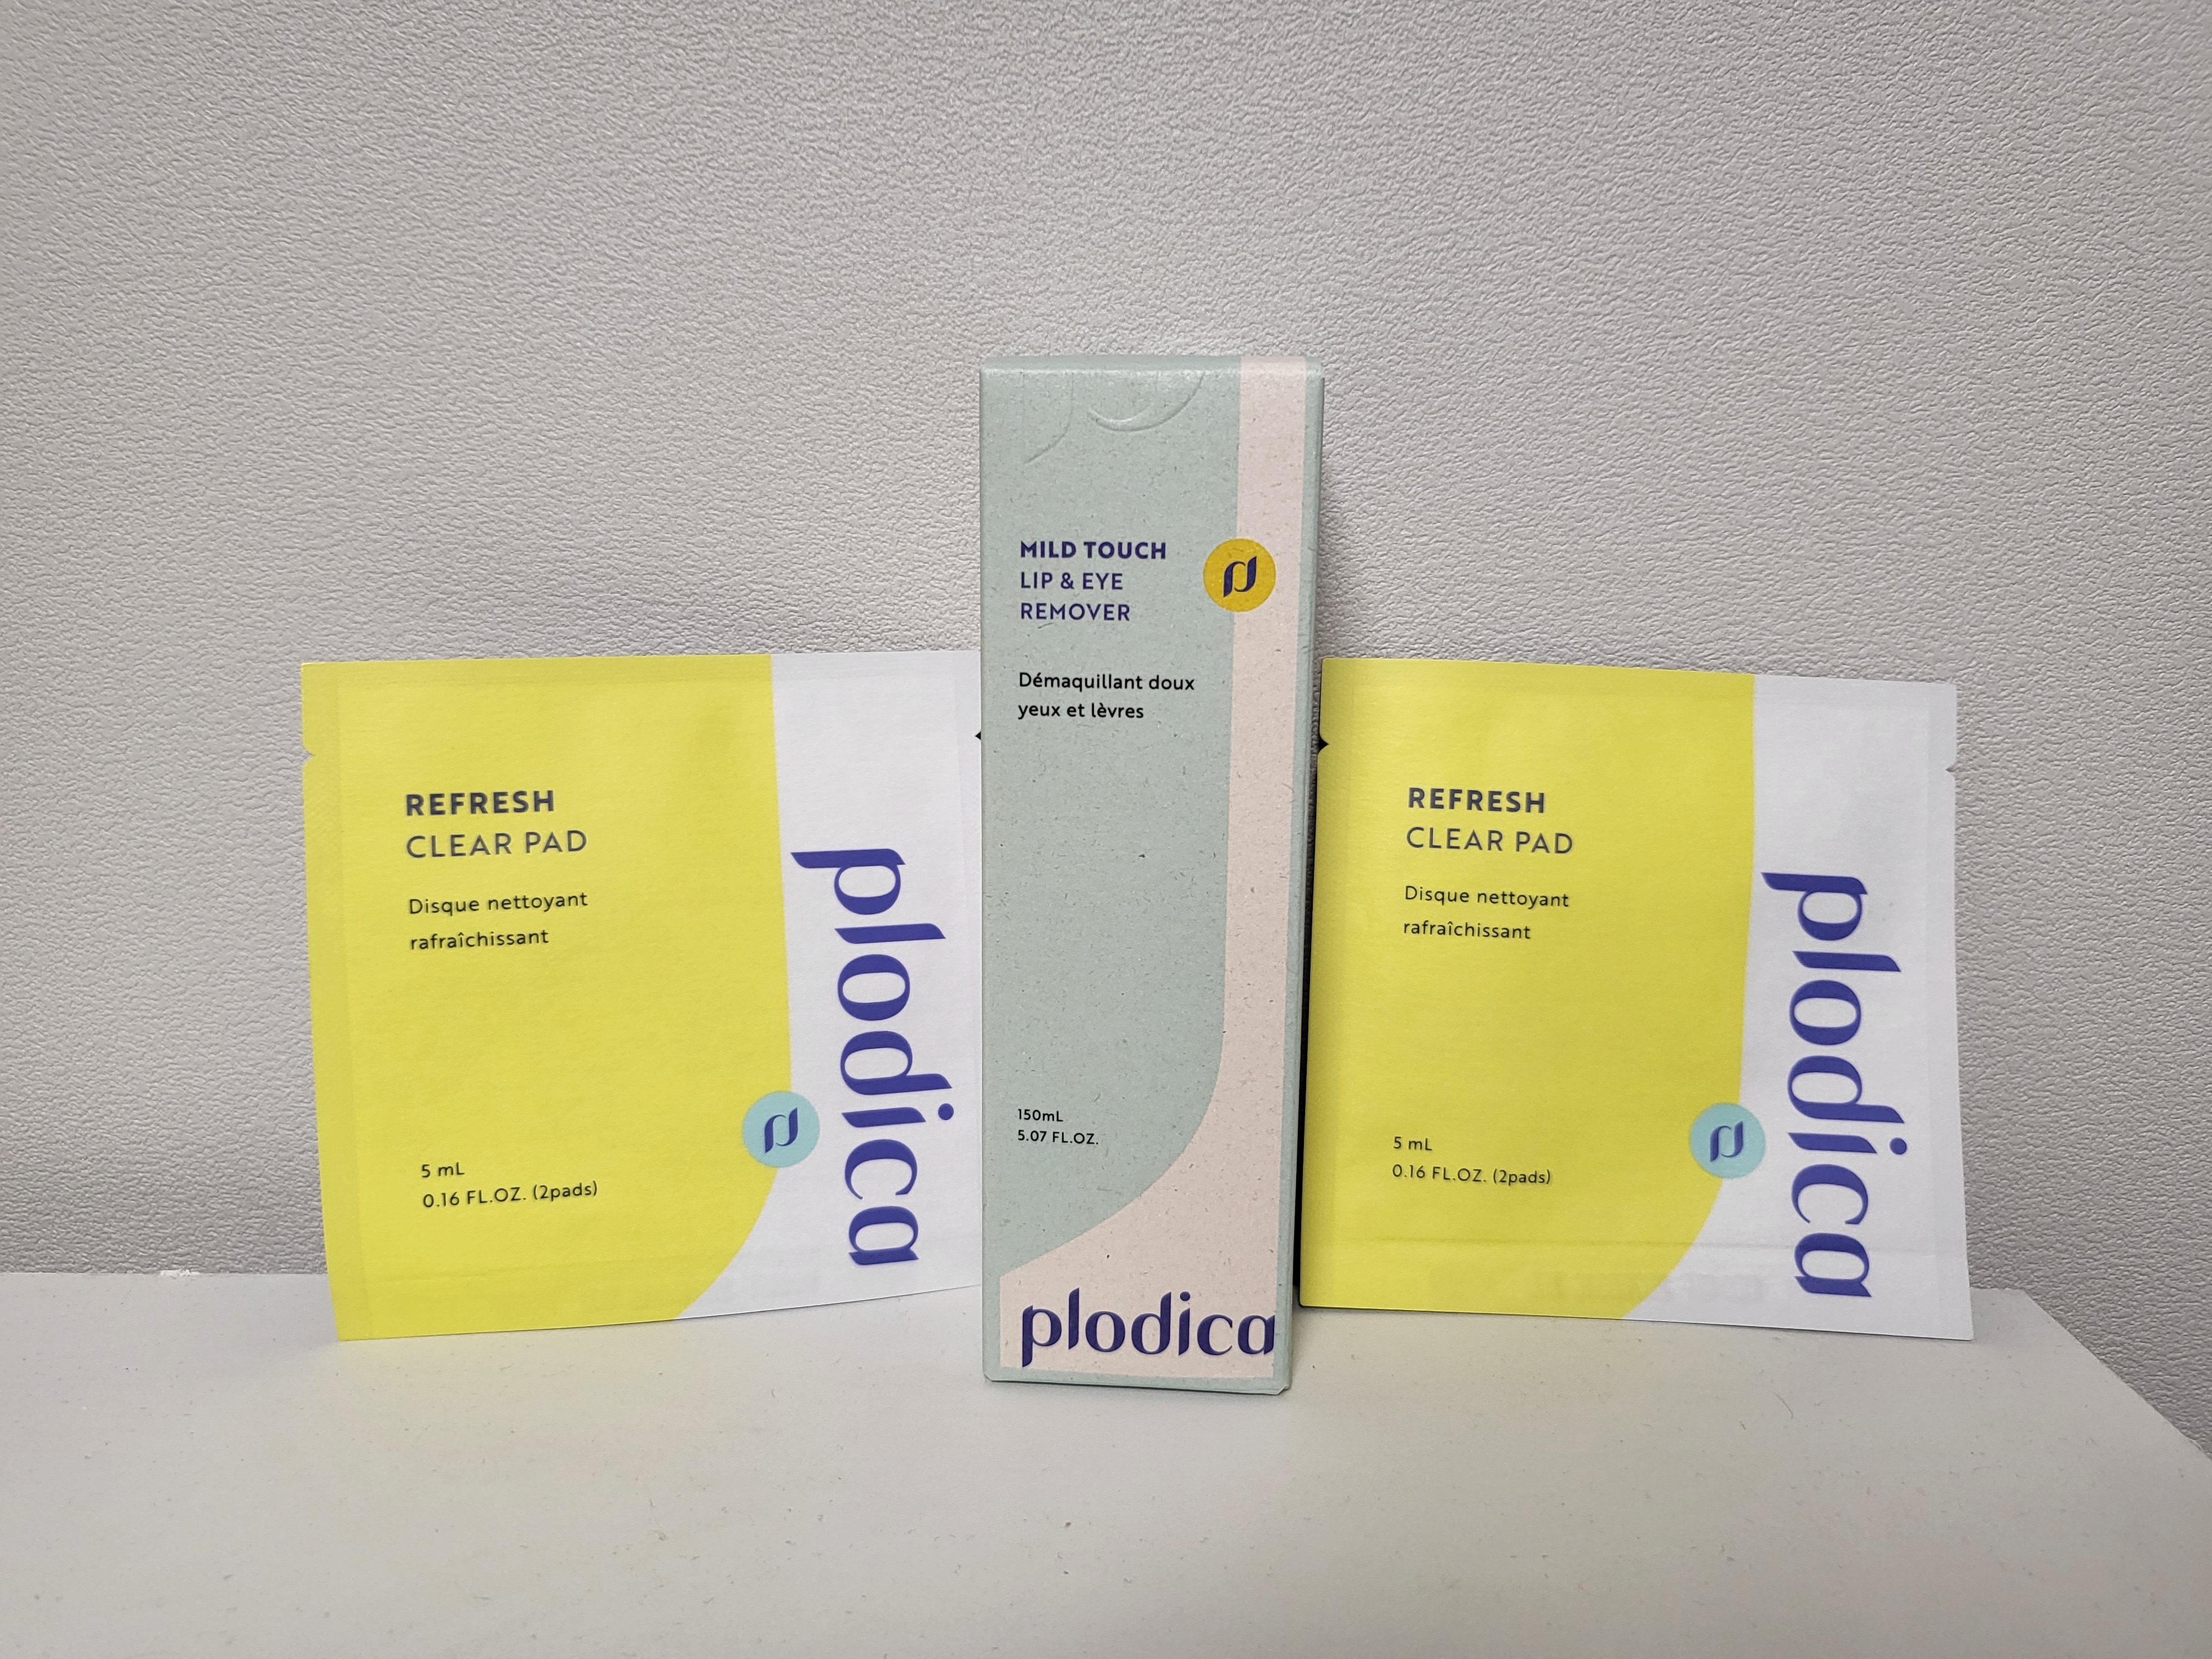 REFRESH
CLEAR PAD
Disque nettoyant
rafraîchissant
5 mL
0.16 FL.OZ. (2pads)
plodica
MILD TOUCH
LIP & EYE
REMOVER
Démaquillant doux
yeux et lèvres
150mL
5.07 FL.OZ.
plodica
REFRESH
CLEAR PAD
Disque nettoyant
rafraîchissant
5 mL
0.16 FL.OZ. (2pads)
plodica